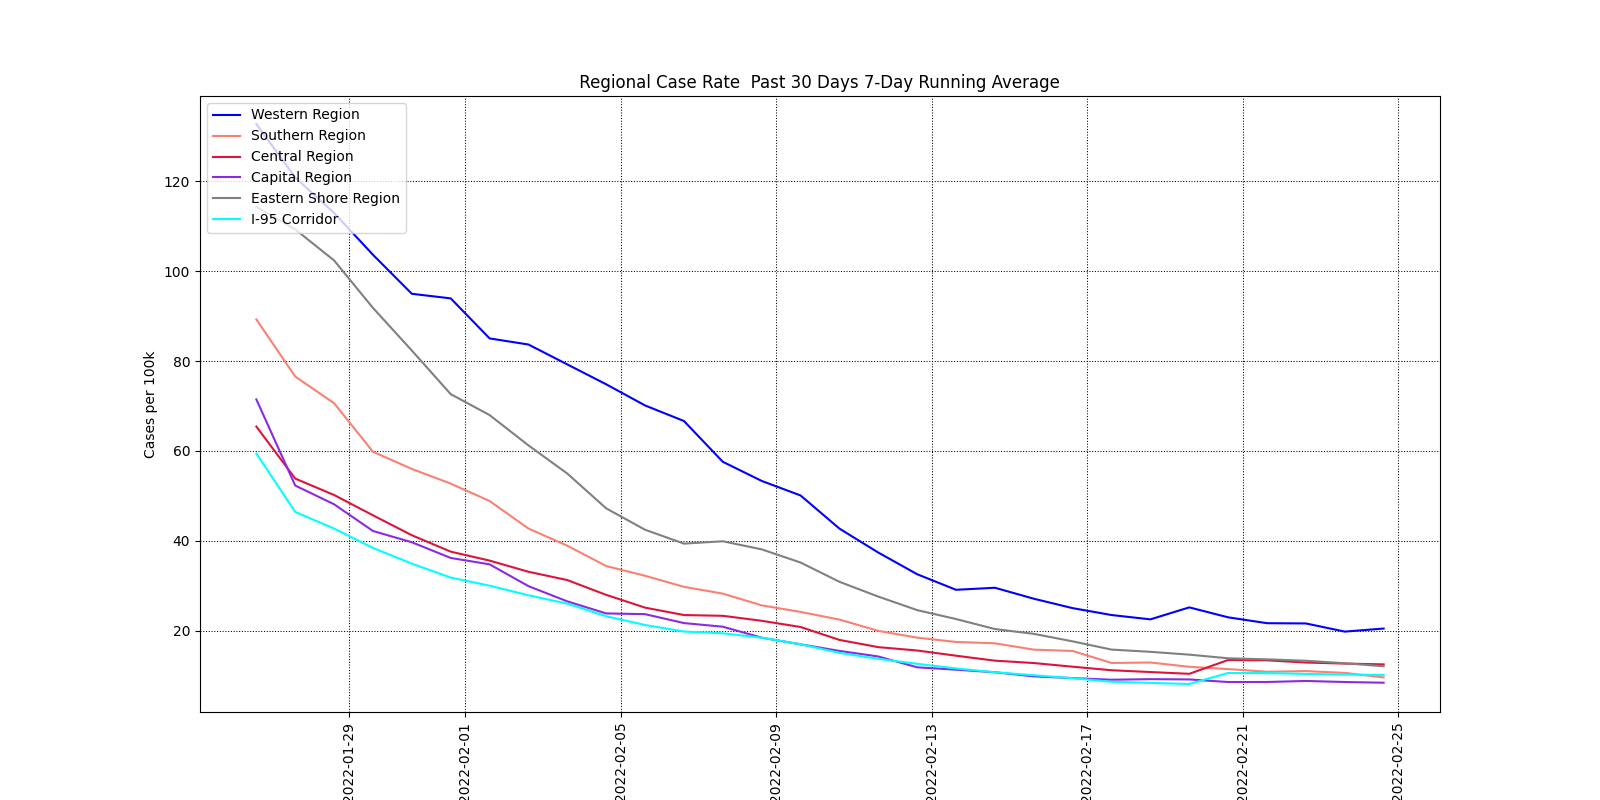 Regional Case Rate  Past 30 Days 7-Day Running Average
Western Region
Southern Region
Central Region
Capital Region
Eastern Shore Region
I-95 Corridor
Cases per 100k
120
100
80
60
40
20
2022-01-29
2022-02-01
2022-02-05
2022-02-09
2022-02-13
2022-02-17
2022-02-21
2022-02-25